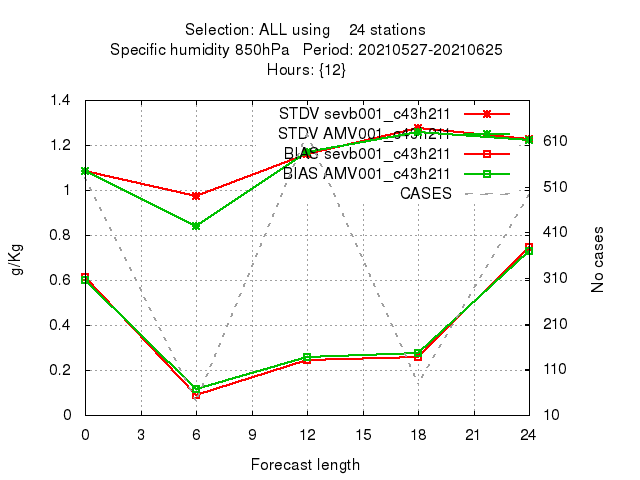 Selection: ALL using 24 stations
Specific humidity 850hPa Period: 20210527-20210625
Hours: {12}
STDV sevb001_c43h211
STDV AMV001_c43h211
BIAS sevb001_c43h211
BIAS AMV001_c43h211
CASES
1.4
1.2
1
0.8
0.6
0.4
0.2
0
g/Kg
610
510
410
310
210
110
10
No cases
0 3 6 9 12 15 18 21 24
Forecast length